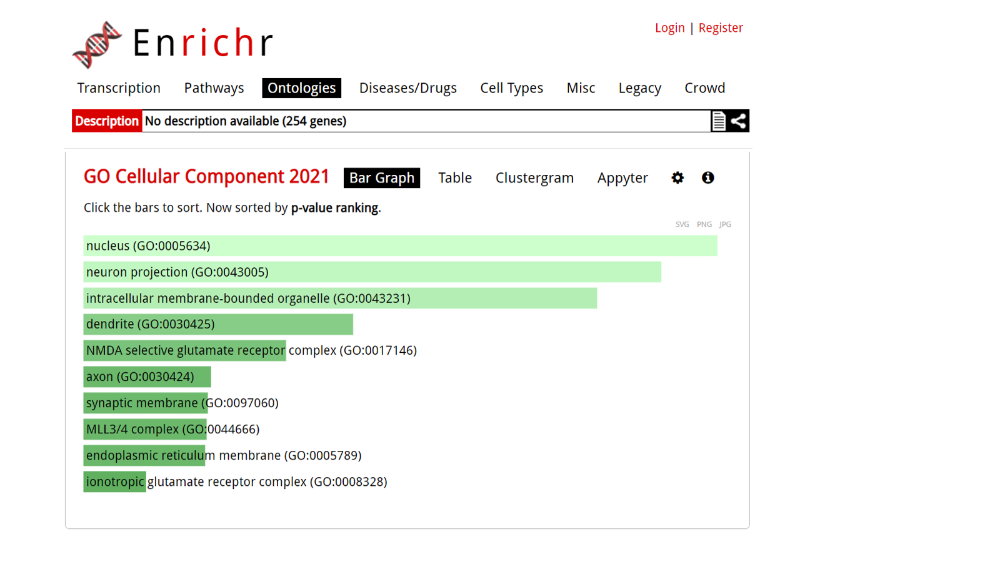 Enrichr
Login | Register
Transcription Pathways Ontologies Diseases/Drugs Cell Types Misc Legacy Crowd
Description No description available (254 genes)
GO Cellular Component 2021 Bar Graph Table Clustergram Appyter
Click the bars to sort. Now sorted by p-value ranking.
SVG PNG JPG
nucleus (GO:0005634)
neuron projection (GO:0043005)
intracellular membrane-bounded organelle (GO:0043231)
dendrite (GO:0030425)
NMDA selective glutamate receptor complex (GO:0017146)
axon (GO:0030424)
synaptic membrane (GO:0097060)
MLL3/4 complex (GO:0044666)
endoplasmic reticulum membrane (GO:0005789)
ionotropic glutamate receptor complex (GO:0008328)